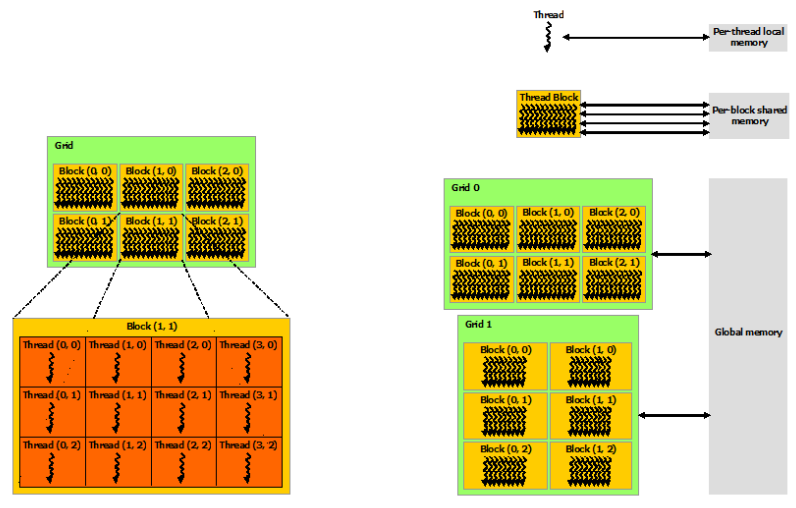 Grid
Block (0, 0) Block (1, 0) Block (2, 0)
Block (0, 1) Block (1, 1) Block (2, 1)
Block (1, 1)
Thread (0, 0) Thread (1, 0) Thread (2, 0) Thread (3, 0)
Thread (0, 1) Thread (1, 1) Thread (2, 1) Thread (3, 1)
Thread (0, 2) Thread (1, 2) Thread (2, 2) Thread (3, 2)
Thread
Per-thread local
memory
Thread Block
Per-block shared
memory
Grid 0
Block (0, 0) Block (1, 0) Block (2, 0)
Block (0, 1) Block (1, 1) Block (2, 1)
Global memory
Grid 1
Block (0, 0) Block (1, 0)
Block (0, 1) Block (1, 1)
Block (0, 2) Block (1, 2)